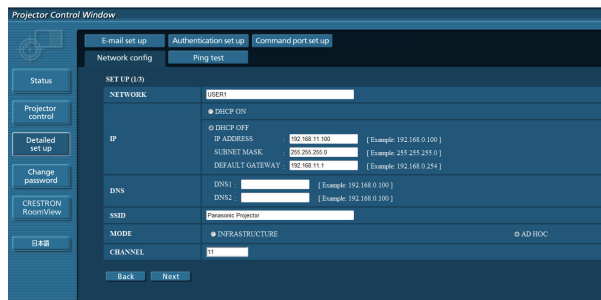 Projector Control Window
E-mail set up Authentication set up Command port set up
Network config Ping test
Status
Projector control
Detailed set up
Change password
CRESTRON RoomView
日本語
SET UP (1/3)
NETWORK USER1
IP
DHCP ON
DHCP OFF
IP ADDRESS : 192.168.11.100 [ Example: 192.168.0.100 ]
SUBNET MASK : 255.255.255.0 [ Example: 255.255.255.0 ]
DEFAULT GATEWAY : 192.168.11.1 [ Example: 192.168.0.254 ]
DNS
DNS1 : [ Example: 192.168.0.100 ]
DNS2 : [ Example: 192.168.0.100 ]
SSID Panasonic Projector
MODE INFRASTRUCTURE AD HOC
CHANNEL 11
Back Next